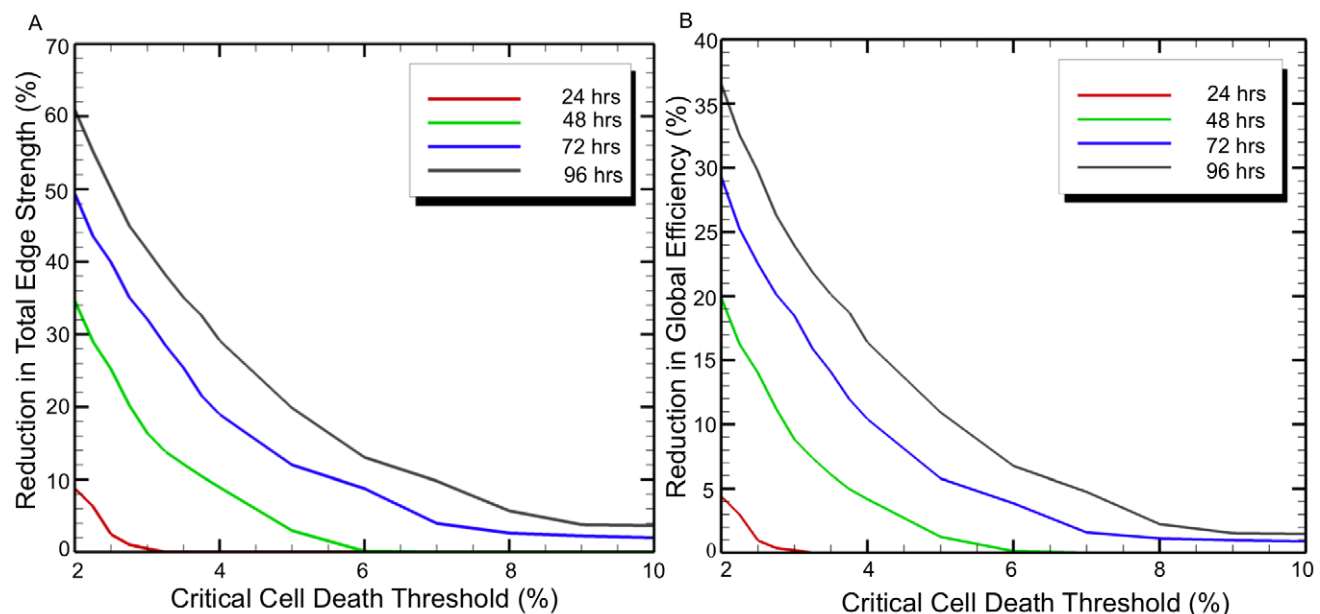 A
Reduction in Total Edge Strength (%)
70
60
50
40
30
20
10
0
2
4
6
8
10
Critical Cell Death Threshold (%)
24 hrs
48 hrs
72 hrs
96 hrs
B
Reduction in Global Efficiency (%)
40
35
30
25
20
15
10
5
0
2
4
6
8
10
Critical Cell Death Threshold (%)
24 hrs
48 hrs
72 hrs
96 hrs